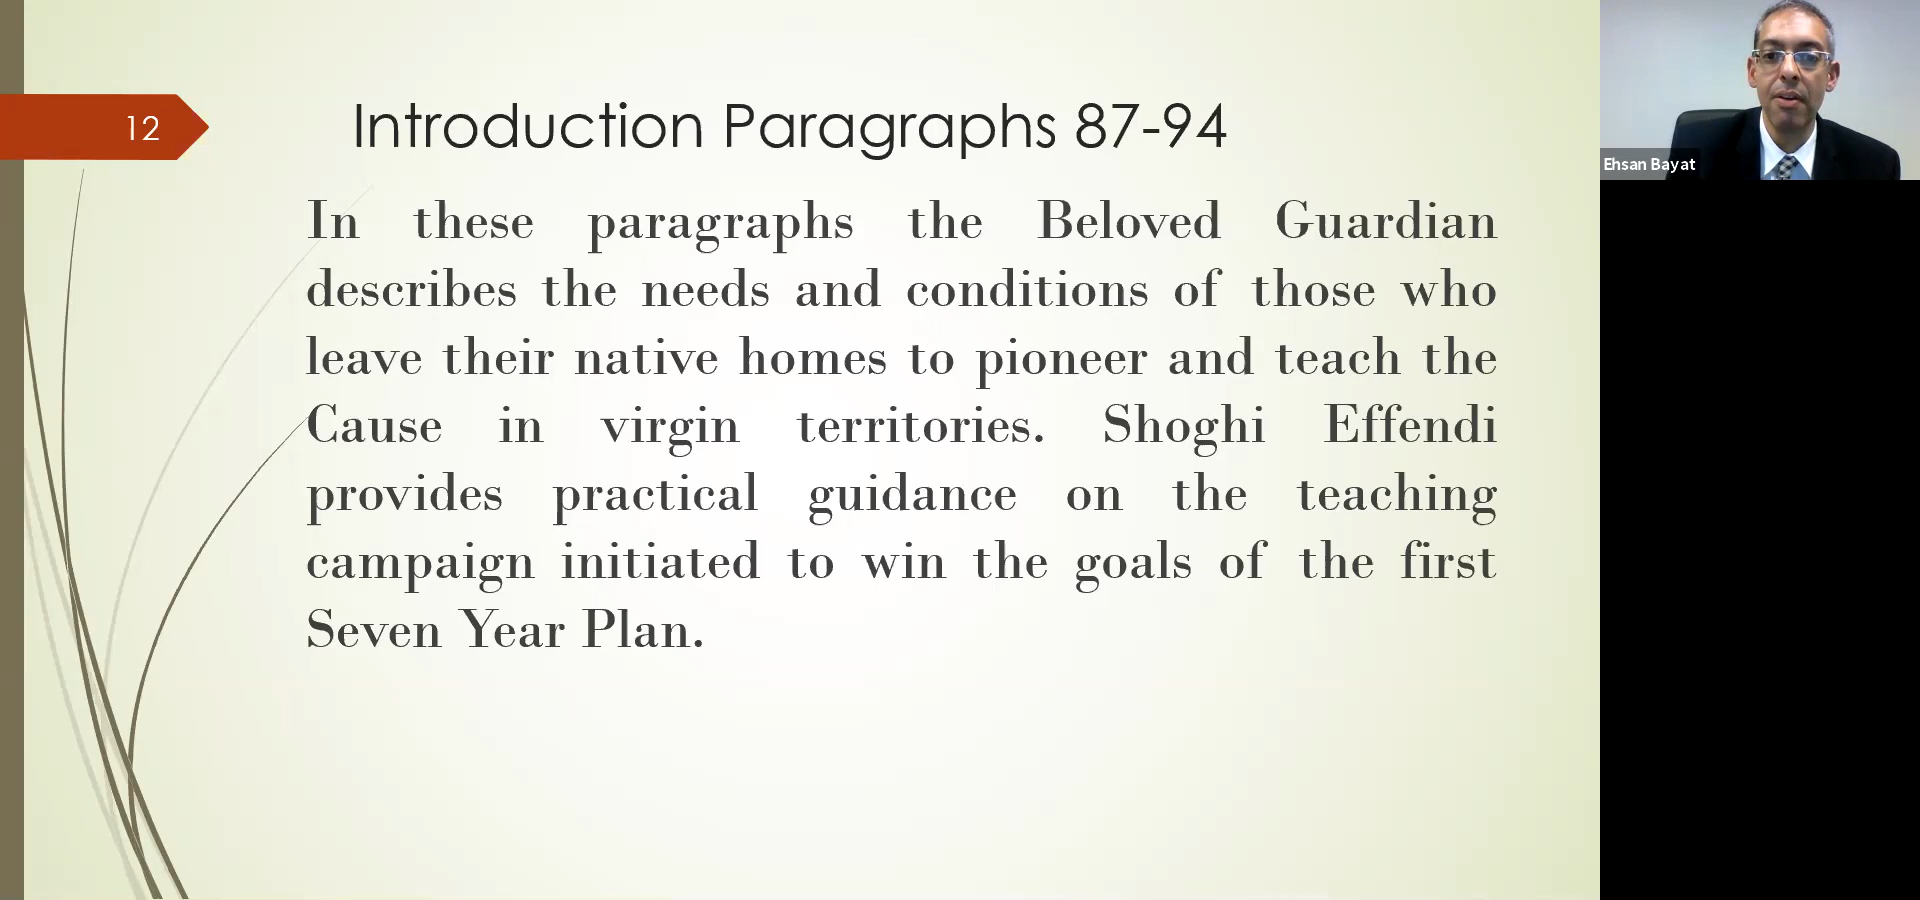 12
Introduction Paragraphs 87-94
In these paragraphs the Beloved Guardian
describes the needs and conditions of those who
leave their native homes to pioneer and teach the
Cause in virgin territories. Shoghi Effendi
provides practical guidance on the teaching
campaign initiated to win the goals of the first
Seven Year Plan.
Ehsan Bayat